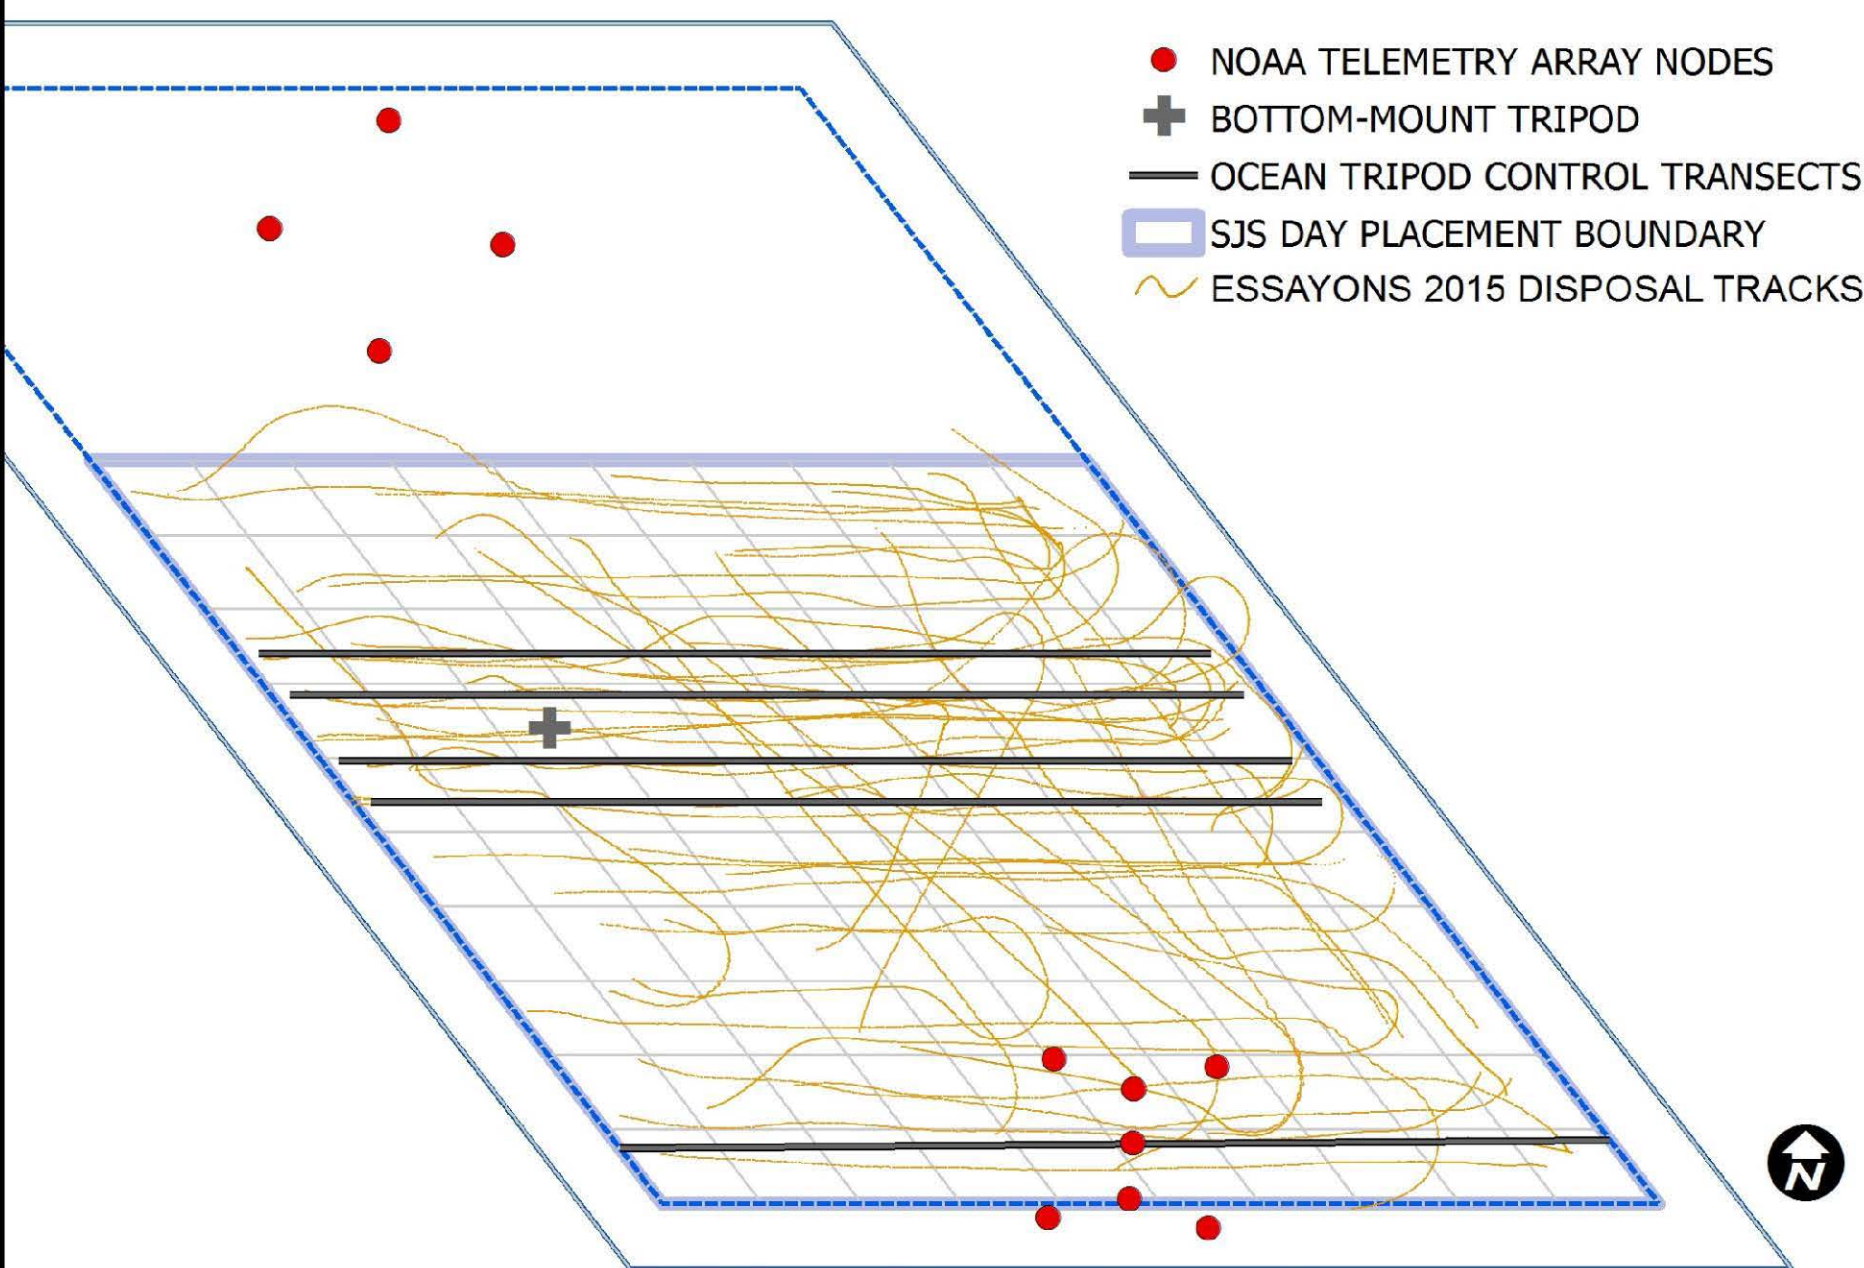 NOAA TELEMETRY ARRAY NODES
BOTTOM-MOUNT TRIPOD
OCEAN TRIPOD CONTROL TRANSECTS
SJS DAY PLACEMENT BOUNDARY
ESSAYONS 2015 DISPOSAL TRACKS
N